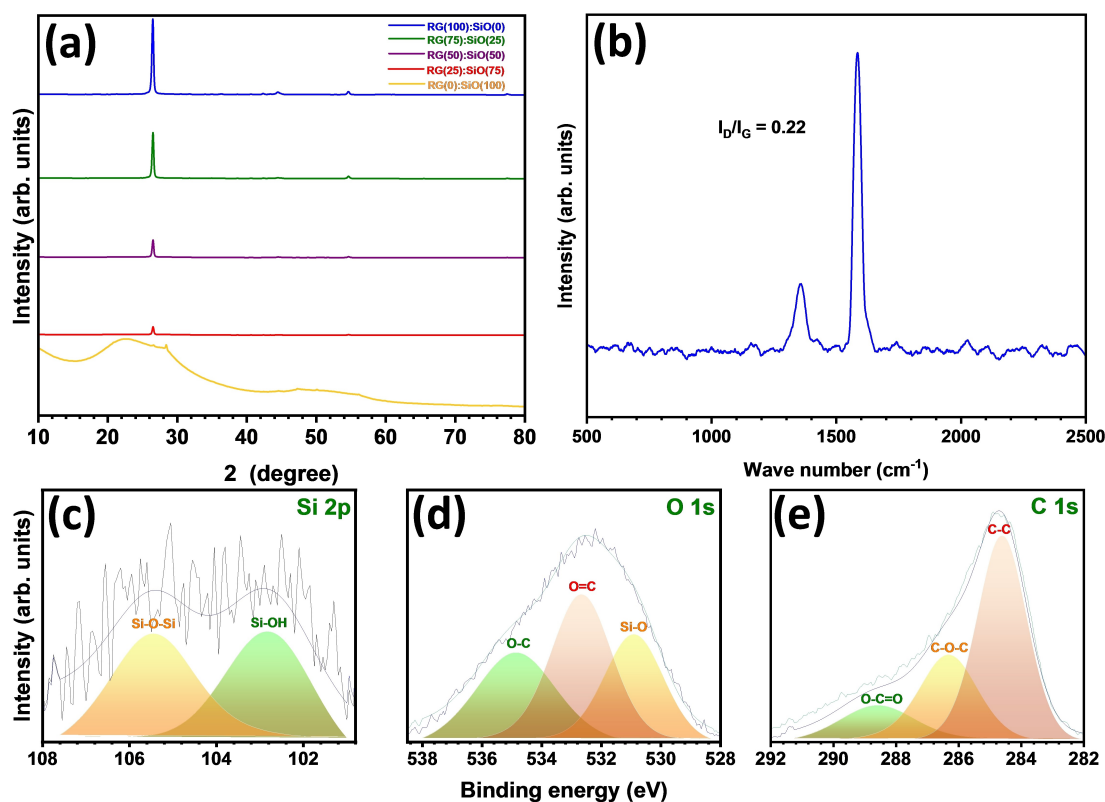 (a)
RG(100):SiO(0)
RG(75):SiO(25)
RG(50):SiO(50)
RG(25):SiO(75)
RG(0):SiO(100)
Intensity (arb. units)
10 20 30 40 50 60 70 80
2 (degree)
(b)
I_D/I_G = 0.22
Intensity (arb. units)
500 1000 1500 2000 2500
Wave number (cm⁻¹)
(c)
Si 2p
Si-O-Si
Si-OH
Intensity (arb. units)
108 106 104 102
(d)
O 1s
O=C
O-C
Si-O
538 536 534 532 530 528
(e)
C 1s
C-C
C-O-C
O-C=O
292 290 288 286 284 282
Binding energy (eV)